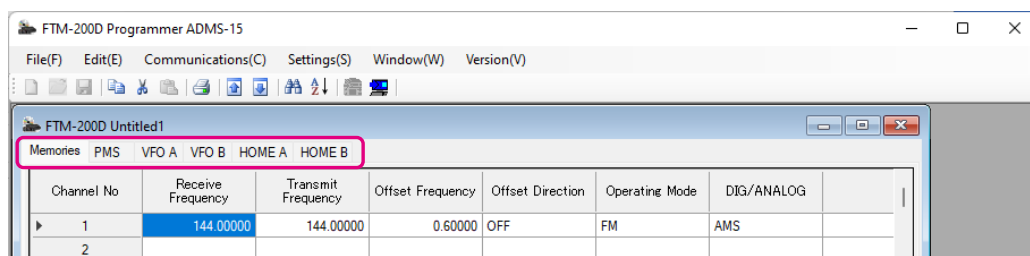 FTM-200D Programmer ADMS-15
File(F) Edit(E) Communications(C) Settings(S) Window(W) Version(V)
FTM-200D Untitled1
Memories PMS VFO A VFO B HOME A HOME B
Channel No Receive Frequency Transmit Frequency Offset Frequency Offset Direction Operating Mode DIG/ANALOG
1 144.00000 144.00000 0.60000 OFF FM AMS
2